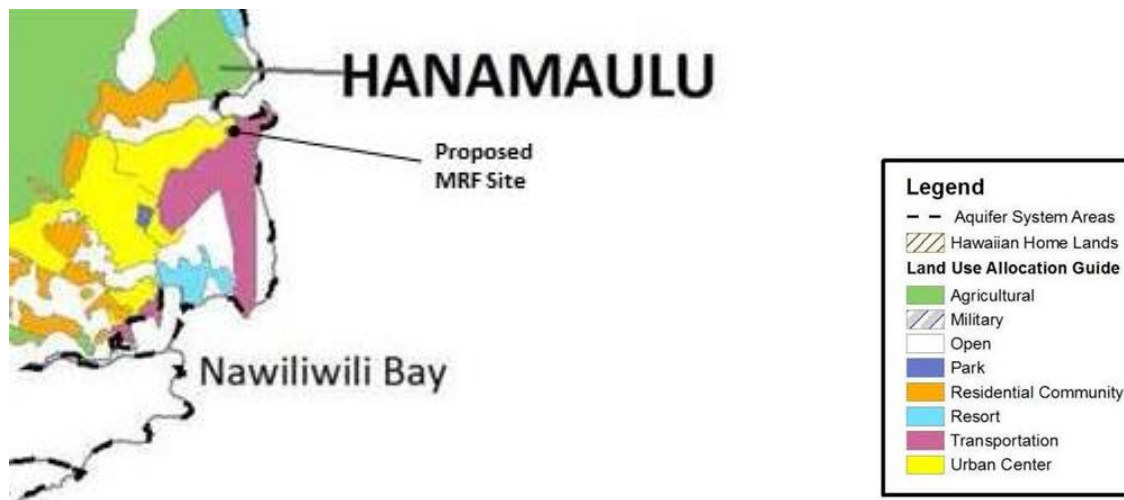 HANAMAULU
Proposed
MRF Site
Nawiliwili Bay
Legend
Aquifer System Areas
Hawaiian Home Lands
Land Use Allocation Guide
Agricultural
Military
Open
Park
Residential Community
Resort
Transportation
Urban Center